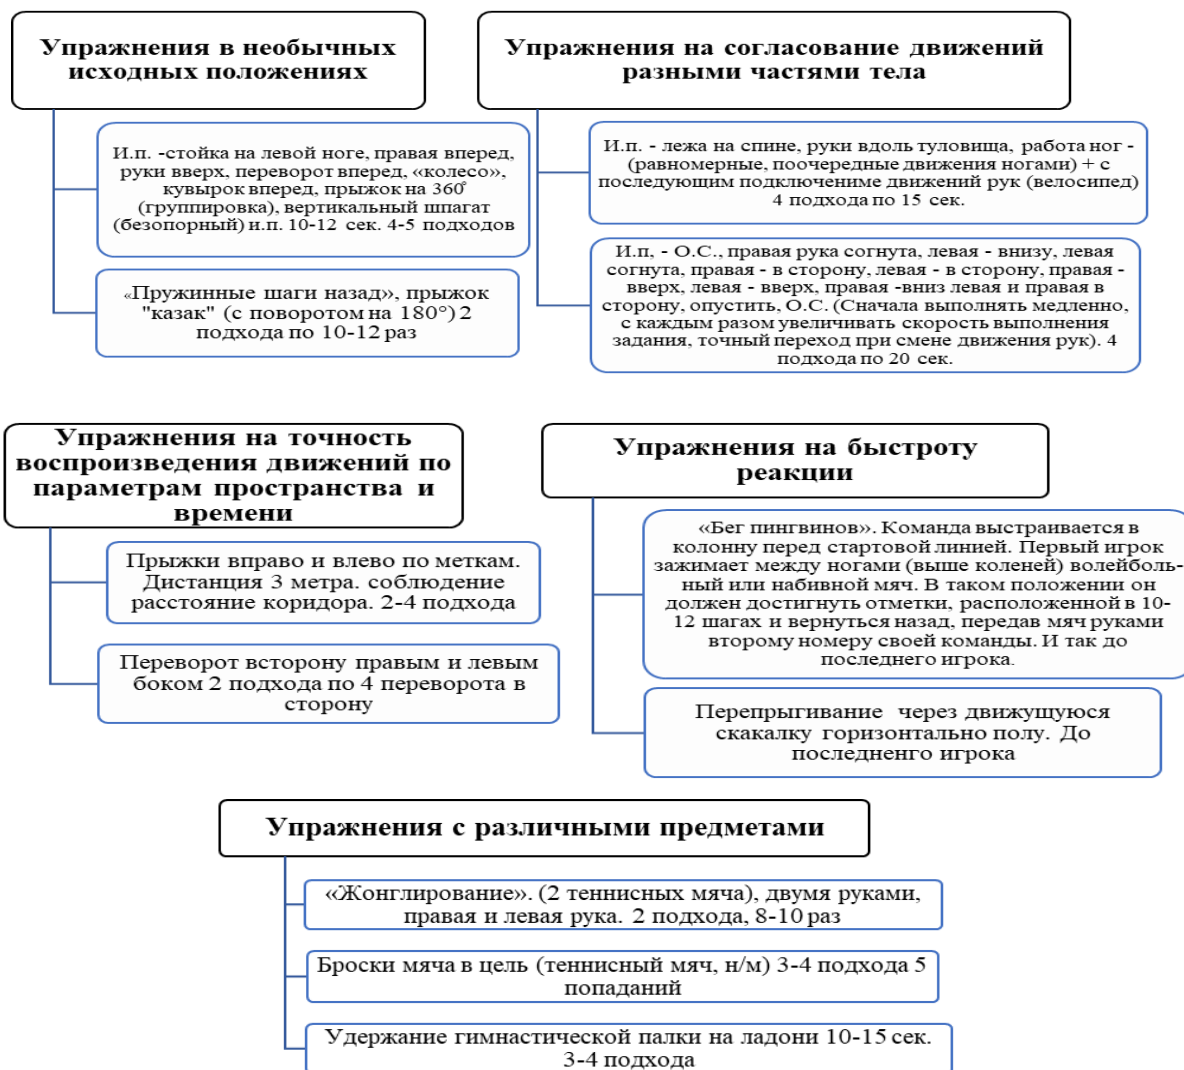 Упражнения в необычных
исходных положениях
И.п. -стойка на левой ноге, правая вперед,
руки вверх, переворот вперед, «колесо»,
кувырок вперед, прыжок на 360°
(группировка), вертикальный шпагат
(безопорный) и.п. 10-12 сек. 4-5 подходов
«Пружинные шаги назад», прыжок
"казак" (с поворотом на 180°) 2
подхода по 10-12 раз
Упражнения на согласование движений
разными частями тела
И.п. - лежа на спине, руки вдоль туловища, работа ног -
(равномерные, поочередные движения ногами) + с
последующим подключениме движений рук (велосипед)
4 подхода по 15 сек.
И.п, - О.С., правая рука согнута, левая - внизу, левая
согнута, правая - в сторону, левая - в сторону, правая -
вверх, левая - вверх, правая -вниз левая и правая в
сторону, опустить, О.С. (Сначала выполнять медленно,
с каждым разом увеличивать скорость выполнения
задания, точный переход при смене движения рук). 4
подхода по 20 сек.
Упражнения на точность
воспроизведения движений по
параметрам пространства и
времени
Прыжки вправо и влево по меткам.
Дистанция 3 метра. соблюдение
расстояние коридора. 2-4 подхода
Переворот всторону правым и левым
боком 2 подхода по 4 переворота в
сторону
Упражнения на быстроту
реакции
«Бег пингвинов». Команда выстраивается в
колонну перед стартовой линией. Первый игрок
зажимает между ногами (выше коленей) волейболь-
ный или набивной мяч. В таком положении он
должен достигнуть отметки, расположенной в 10-
12 шагах и вернуться назад, передав мяч руками
второму номеру своей команды. И так до
последнего игрока.
Перепрыгивание через движущуюся
скакалку горизонтально полу. До
последненго игрока
Упражнения с различными предметами
«Жонглирование». (2 теннисных мяча), двумя руками,
правая и левая рука. 2 подхода, 8-10 раз
Броски мяча в цель (теннисный мяч, н/м) 3-4 подхода 5
попаданий
Удержание гимнастической палки на ладони 10-15 сек.
3-4 подхода